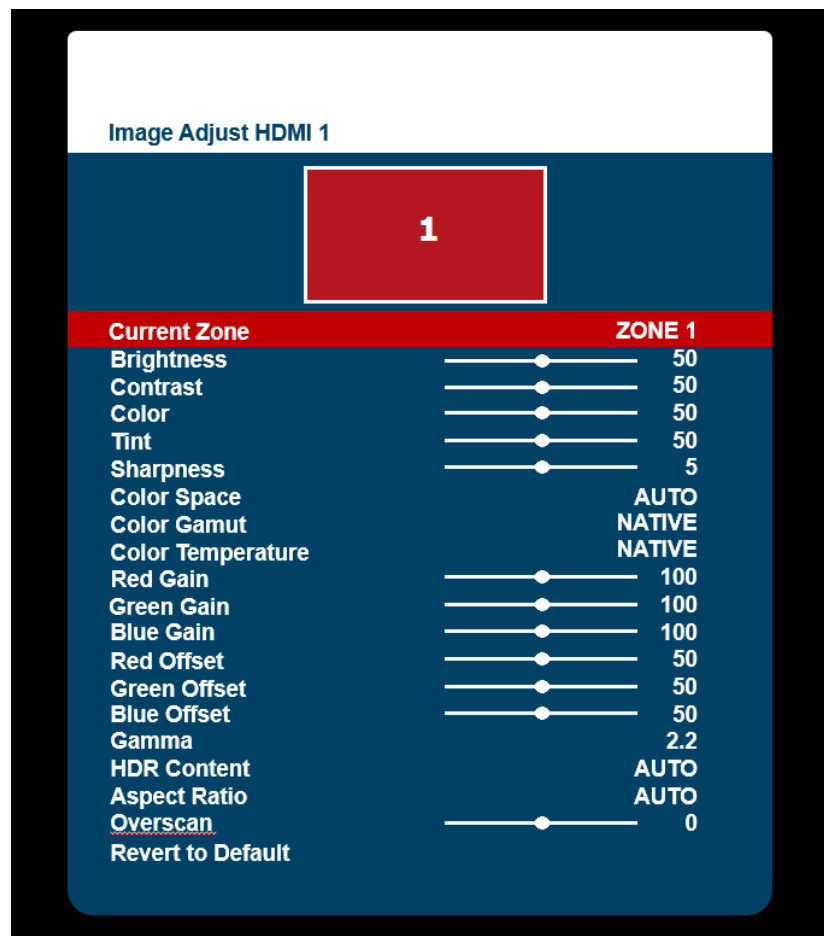 Image Adjust HDMI 1
1
Current Zone ZONE 1
Brightness 50
Contrast 50
Color 50
Tint 50
Sharpness 5
Color Space AUTO
Color Gamut NATIVE
Color Temperature NATIVE
Red Gain 100
Green Gain 100
Blue Gain 100
Red Offset 50
Green Offset 50
Blue Offset 50
Gamma 2.2
HDR Content AUTO
Aspect Ratio AUTO
Overscan 0
Revert to Default